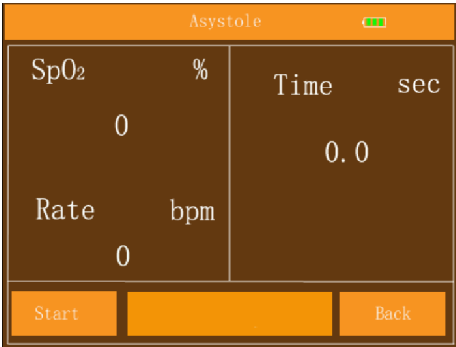 Asystole
SpO₂ %
0
Rate bpm
0
Time sec
0.0
Start
Back